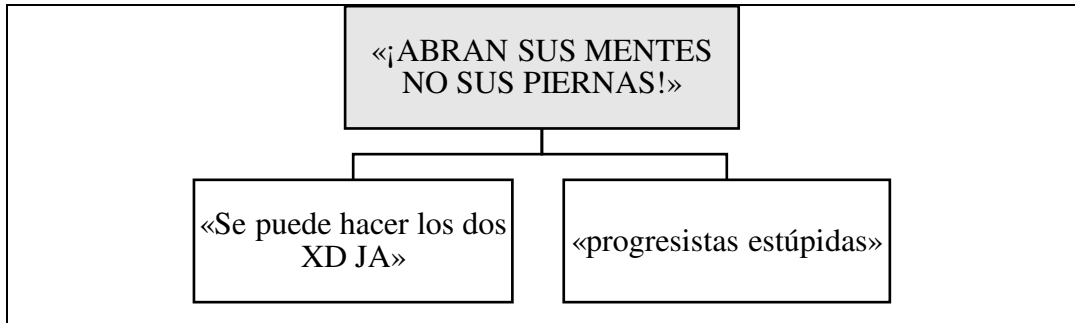 «¡ABRAN SUS MENTES
NO SUS PIERNAS!»
«Se puede hacer los dos
XD JA»
«progresistas estúpidas»